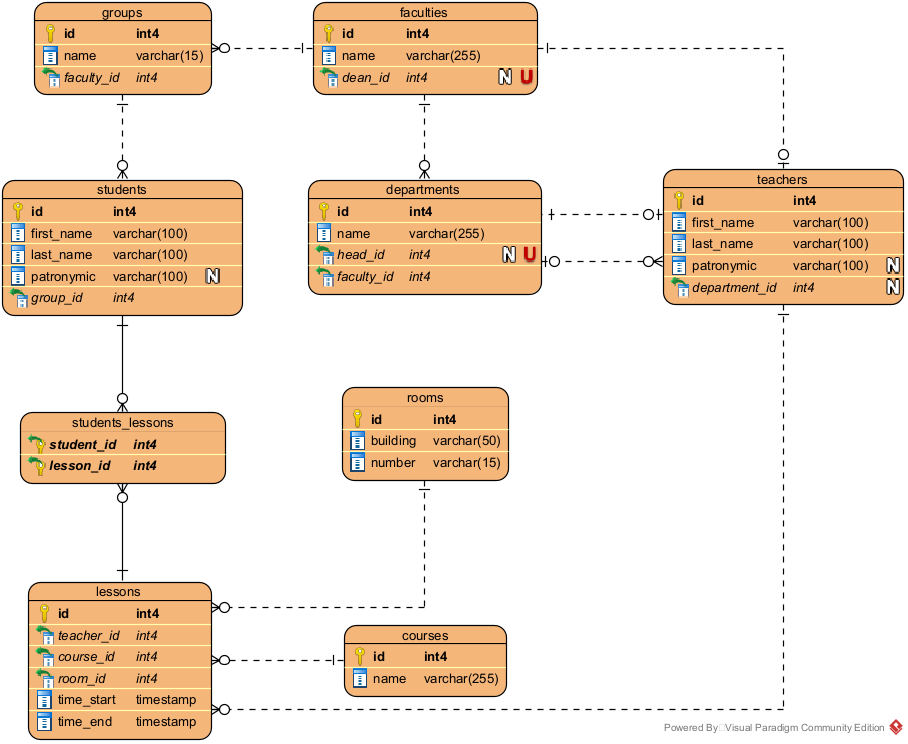 groups
id int4
name varchar(15)
faculty_id int4
faculties
id int4
name varchar(255)
dean_id int4 N U
students
id int4
first_name varchar(100)
last_name varchar(100)
patronymic varchar(100) N
group_id int4
departments
id int4
name varchar(255)
head_id int4 N U
faculty_id int4
teachers
id int4
first_name varchar(100)
last_name varchar(100)
patronymic varchar(100) N
department_id int4 N
students_lessons
student_id int4
lesson_id int4
rooms
id int4
building varchar(50)
number varchar(15)
lessons
id int4
teacher_id int4
course_id int4
room_id int4
time_start timestamp
time_end timestamp
courses
id int4
name varchar(255)
Powered By Visual Paradigm Community Edition